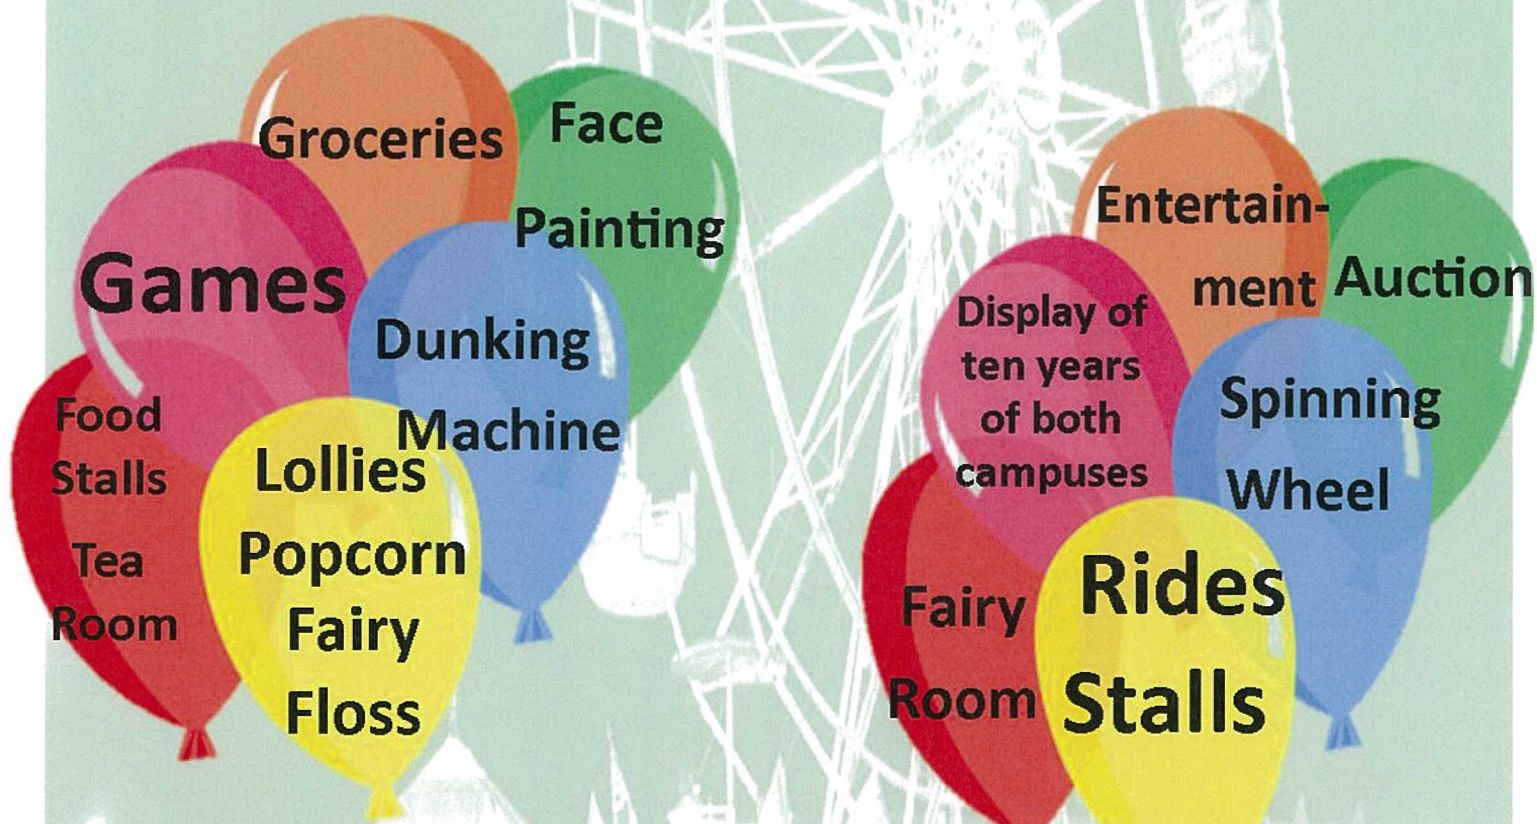 Groceries
Face
Painting
Games
Dunking
Machine
Food
Stalls
Tea
Room
Lollies
Popcorn
Fairy
Floss
Entertain-
ment
Auction
Display of
ten years
of both
campuses
Spinning
Wheel
Fairy
Room
Rides
Stalls